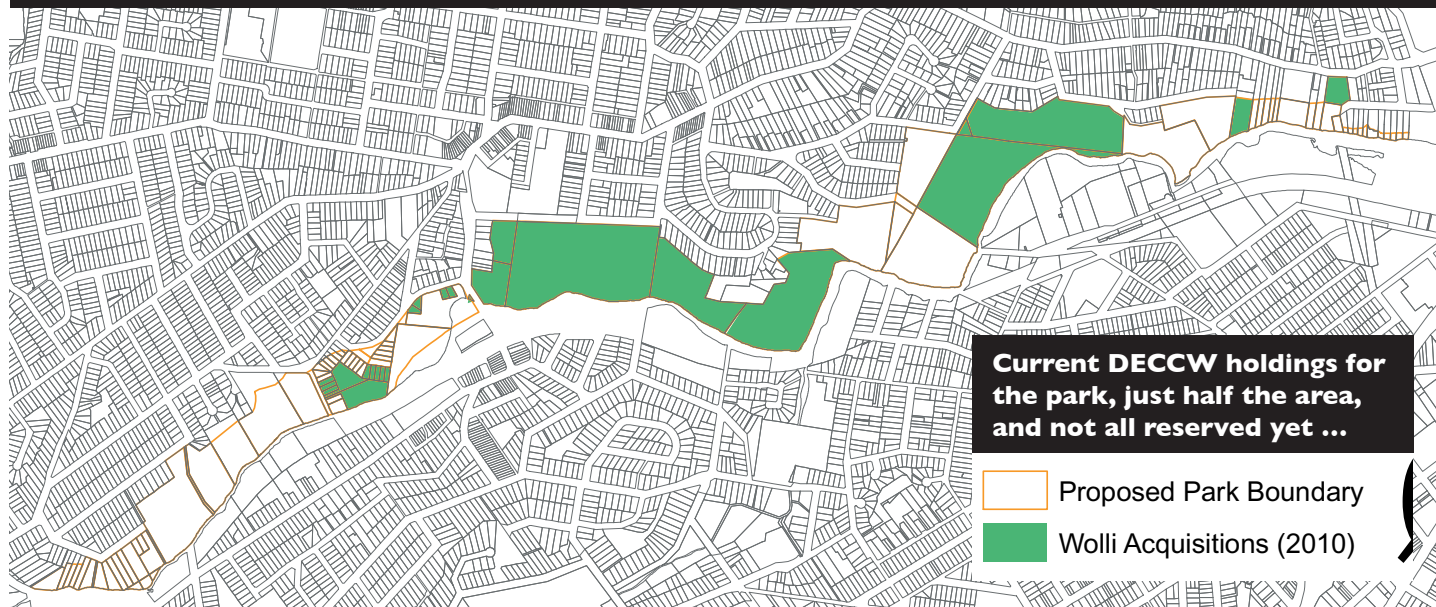 Current DECCW holdings for
the park, just half the area,
and not all reserved yet ...
Proposed Park Boundary
Wolli Acquisitions (2010)